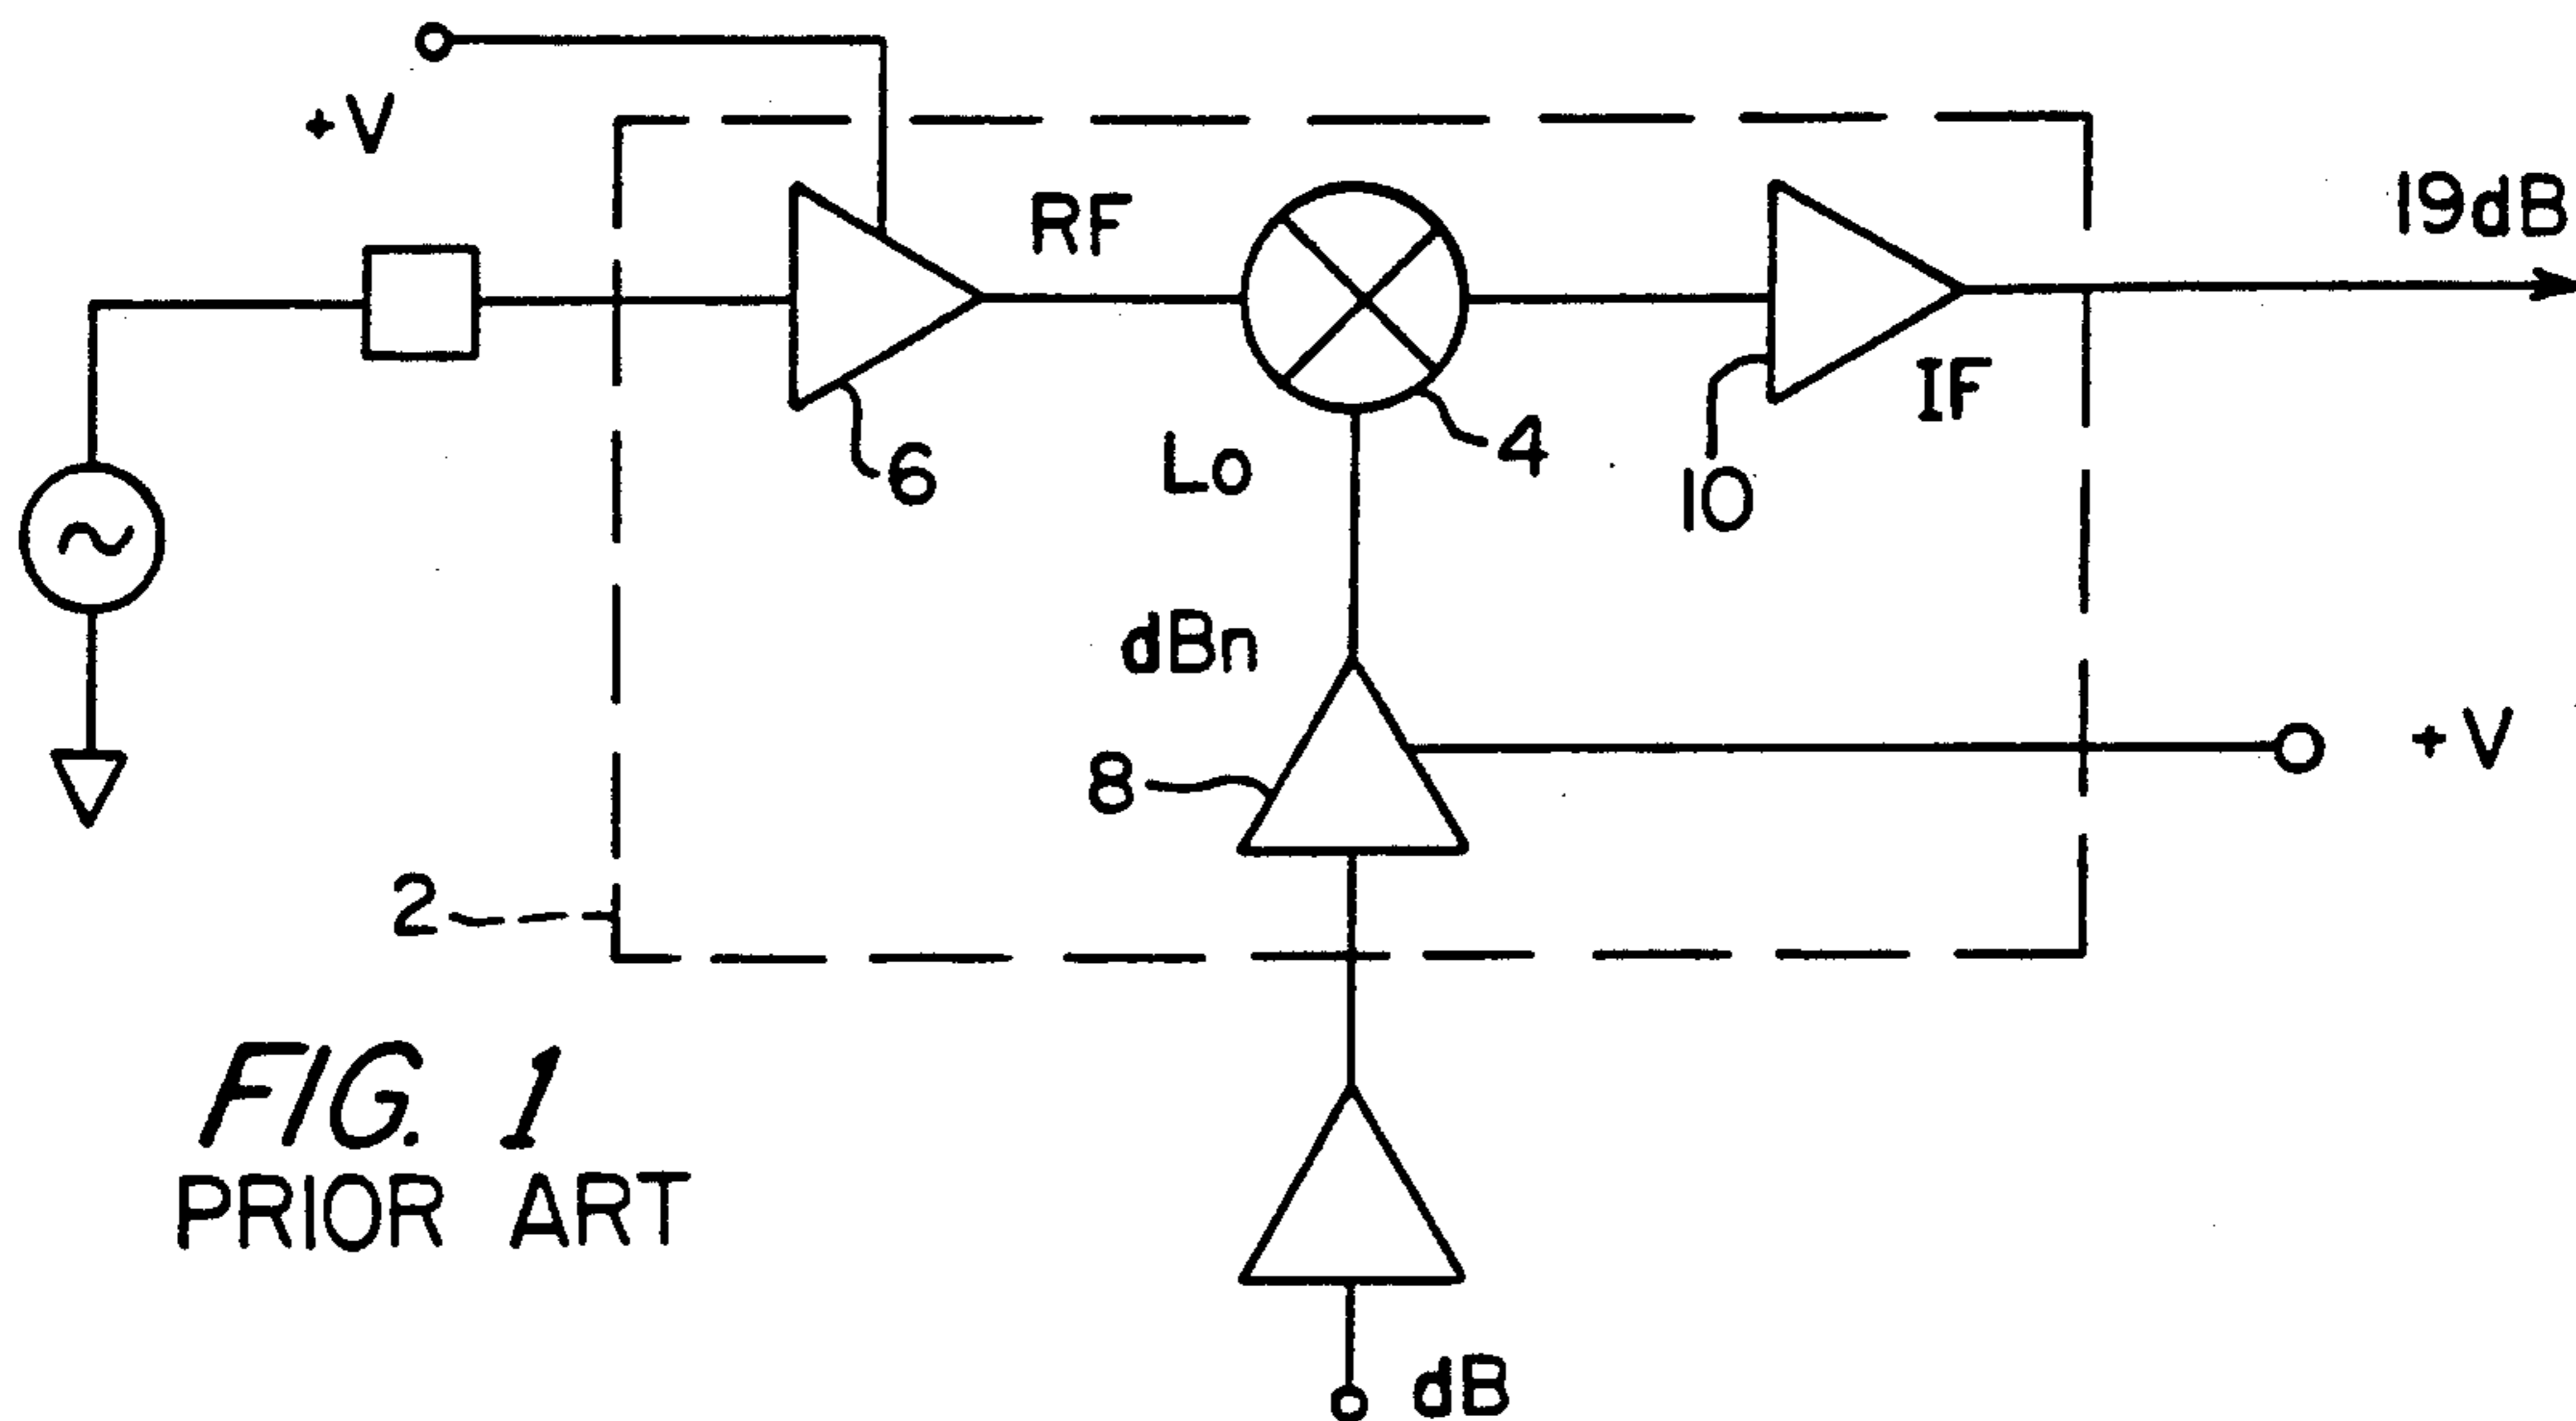 +V
19dB
RF
IF
6
Lo
4
10
dBn
8
+V
2
FIG. 1
PRIOR ART
dB